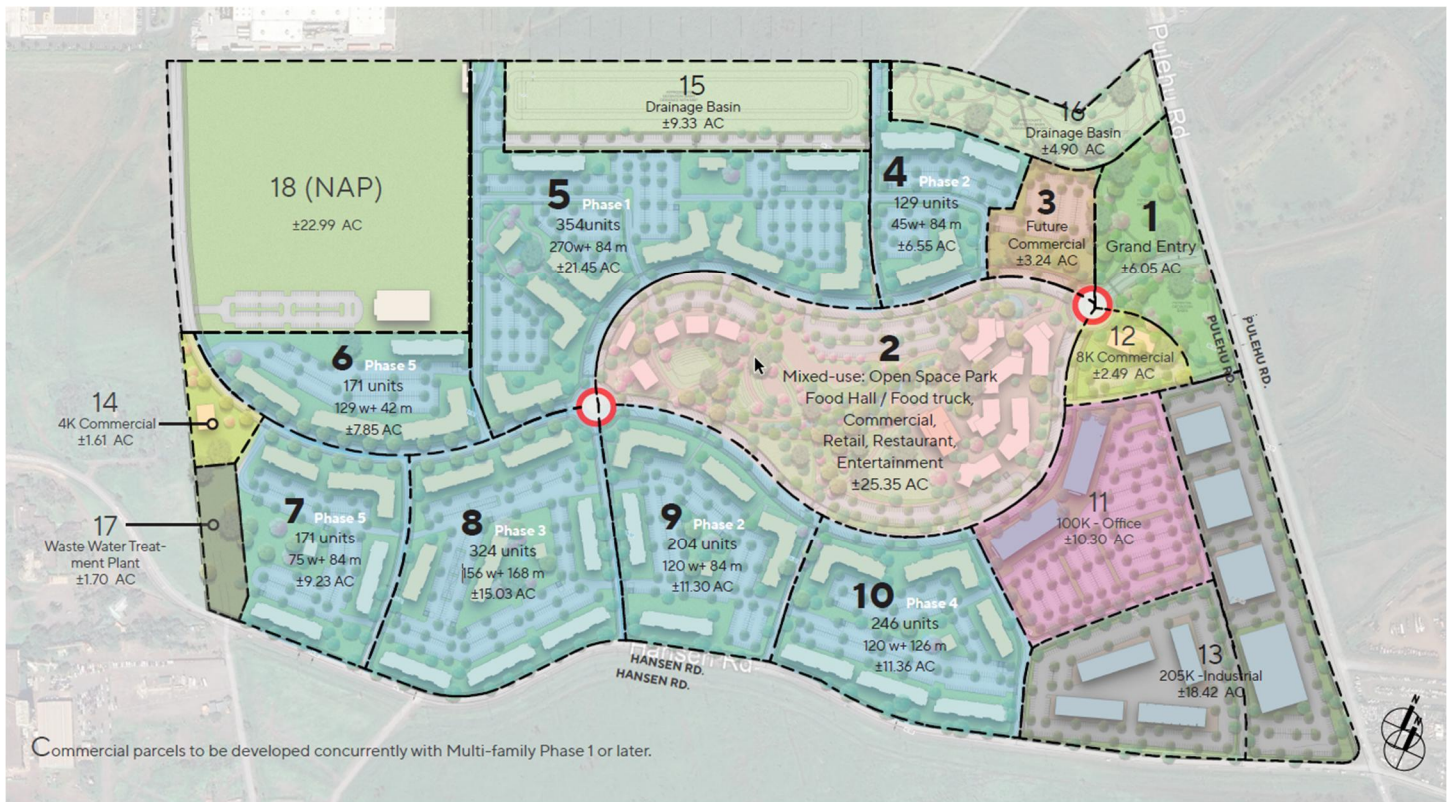 Pulehu Rd
15
Drainage Basin
±9.33 AC
16
Drainage Basin
±4.90 AC
18 (NAP)
±22.99 AC
5 Phase 1
354units
270w+ 84 m
±21.45 AC
4 Phase 2
129 units
45w+ 84 m
±6.55 AC
3
Future
Commercial
±3.24 AC
1
Grand Entry
±6.05 AC
PULEHU RD.
PULEHU RD.
12
8K Commercial
±2.49 AC
2
Mixed-use: Open Space Park
Food Hall / Food truck,
Commercial,
Retail, Restaurant,
Entertainment
±25.35 AC
6 Phase 5
171 units
129 w+ 42 m
±7.85 AC
14
4K Commercial
±1.61 AC
17
Waste Water Treat-
ment Plant
±1.70 AC
7 Phase 5
171 units
75 w+ 84 m
±9.23 AC
8 Phase 3
324 units
156 w+ 168 m
±15.03 AC
9 Phase 2
204 units
120 w+ 84 m
±11.30 AC
10 Phase 4
246 units
120 w+ 126 m
±11.36 AC
11
100K - Office
±10.30 AC
13
205K -Industrial
±18.42 AC
Hansen Rd
HANSEN RD.
HANSEN RD.
N
N
Commercial parcels to be developed concurrently with Multi-family Phase 1 or later.